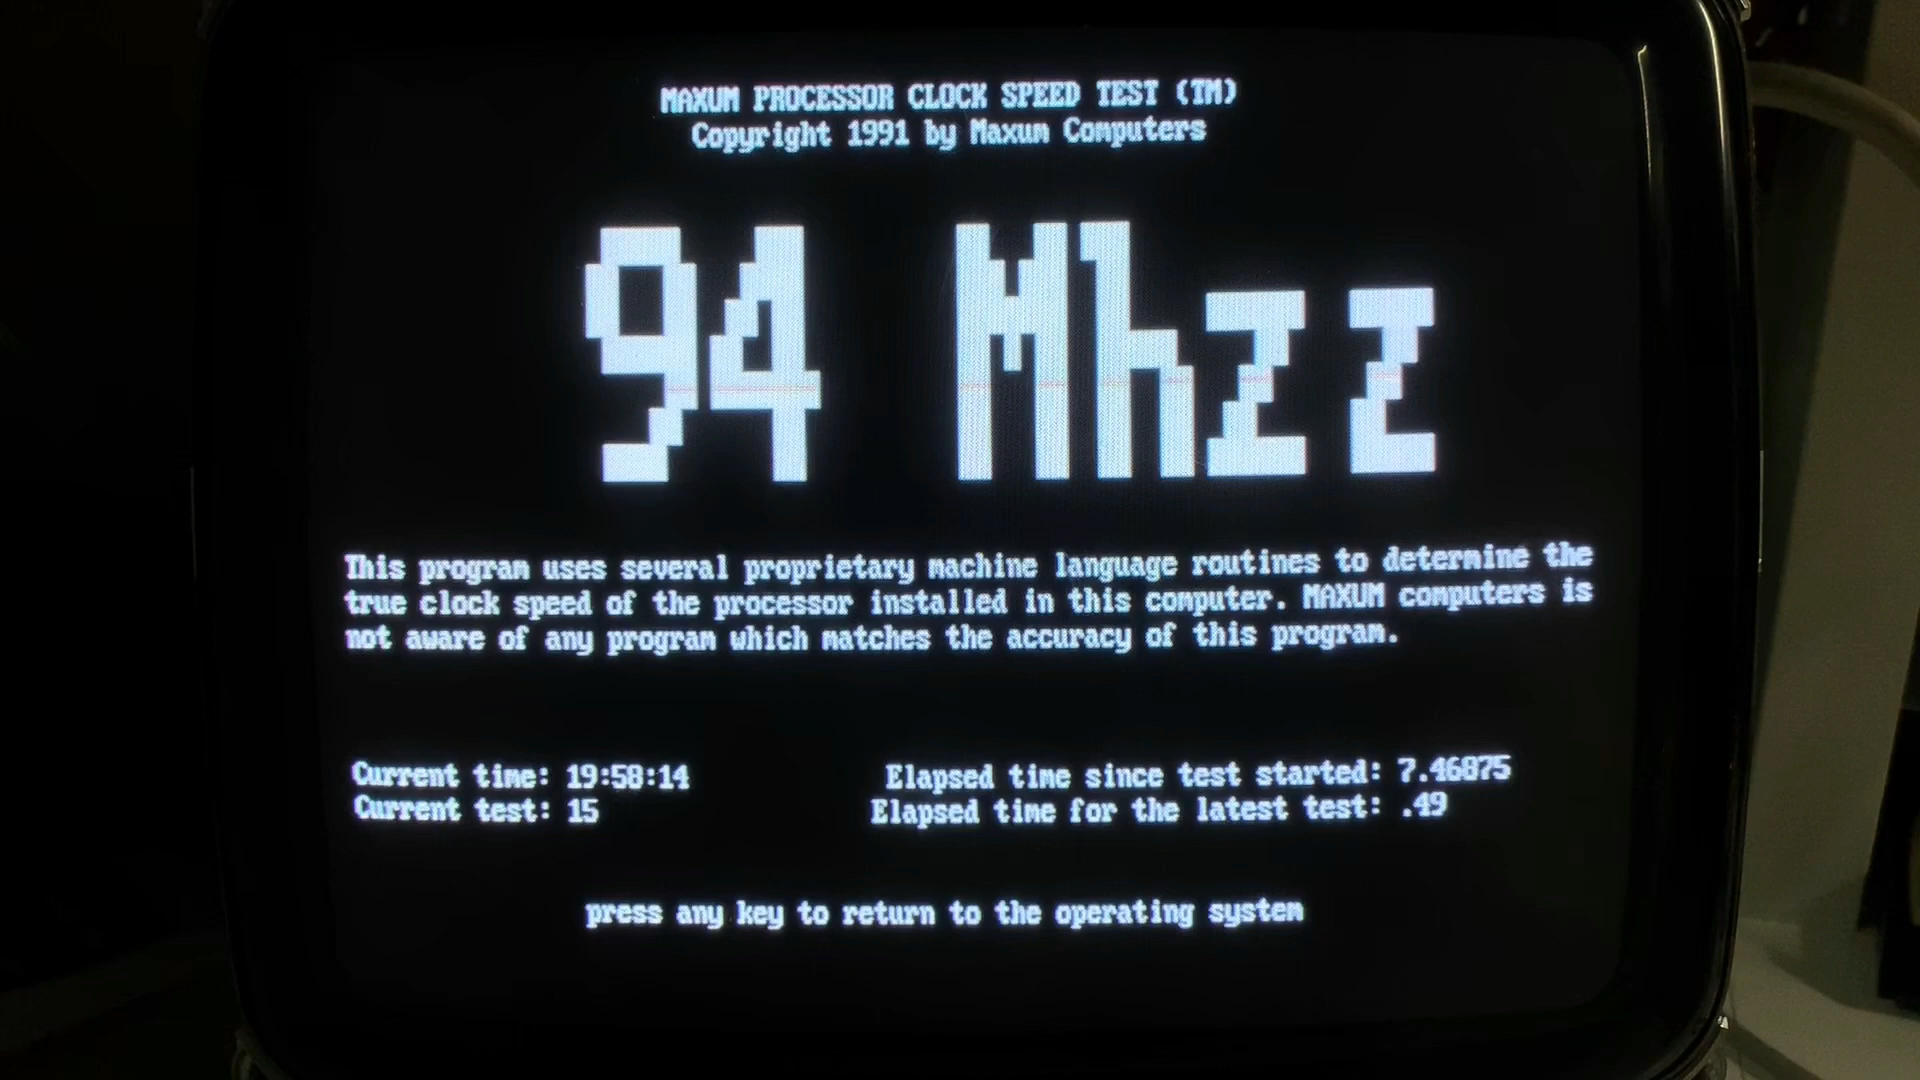 MAXUM PROCESSOR CLOCK SPEED TEST (TM)
Copyright 1991 by Maxum Computers
94 Mhzz
This program uses several proprietary machine language routines to determine the
true clock speed of the processor installed in this computer. MAXUM computers is
not aware of any program which matches the accuracy of this program.
Current time: 19:58:14
Elapsed time since test started: 7.46875
Current test: 15
Elapsed time for the latest test: .49
press any key to return to the operating system